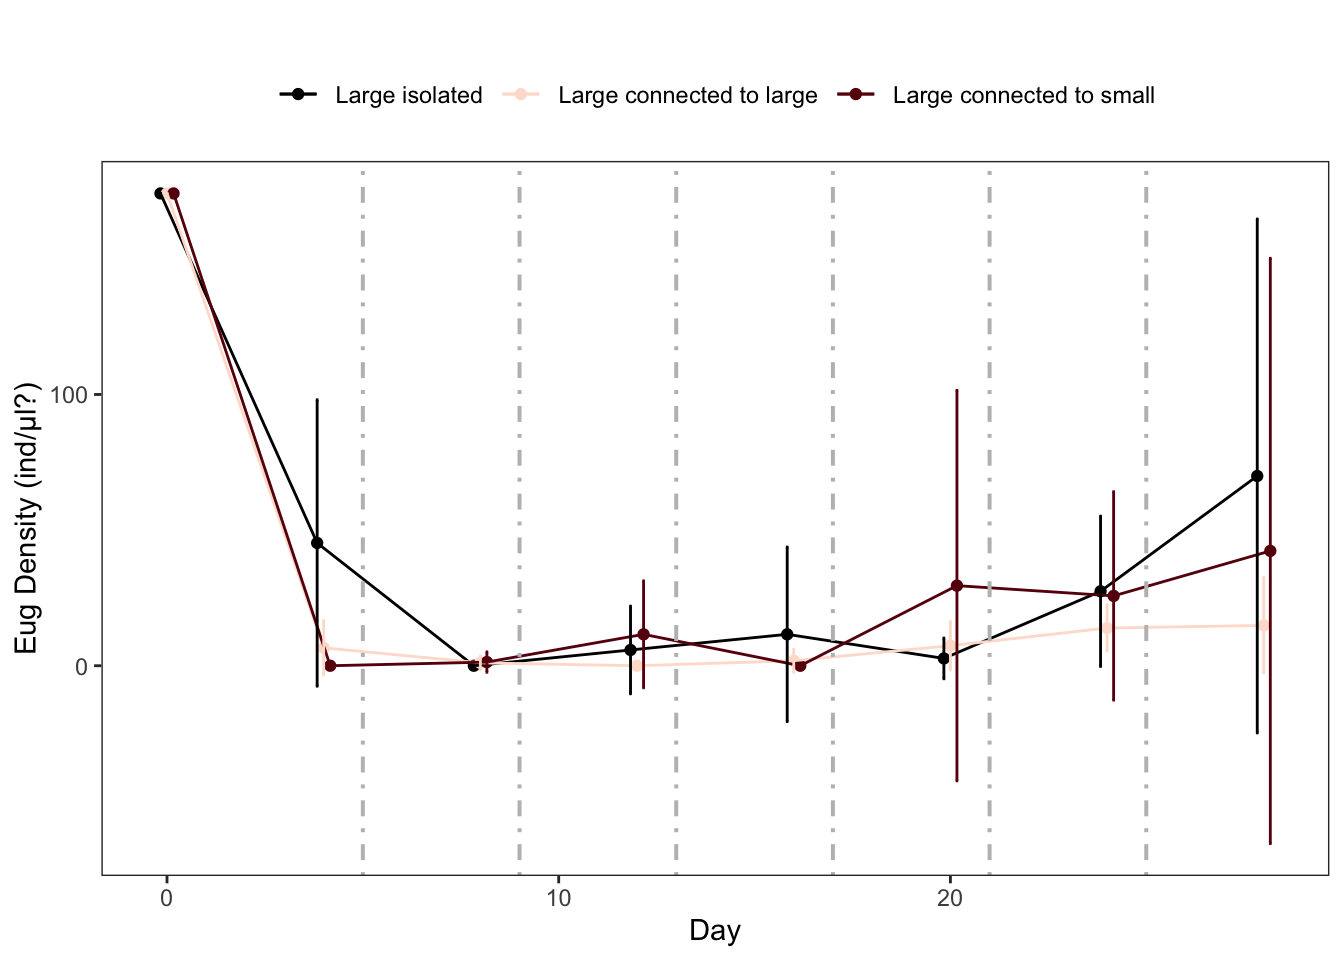 Large isolated Large connected to large Large connected to small
Eug Density (ind/µl?)
100
0
0 10 20
Day